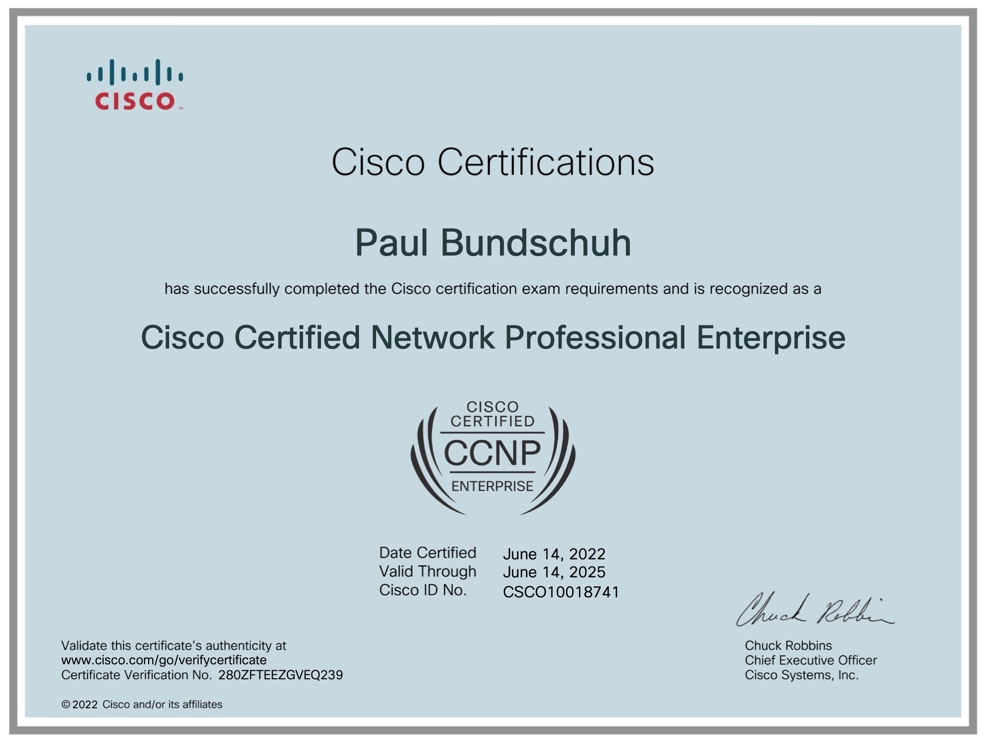 CISCO™
Cisco Certifications
Paul Bundschuh
has successfully completed the Cisco certification exam requirements and is recognized as a
Cisco Certified Network Professional Enterprise
CISCO
CERTIFIED
CCNP
ENTERPRISE
Date Certified June 14, 2022
Valid Through June 14, 2025
Cisco ID No. CSCO10018741
Chuck Robbins
Validate this certificate's authenticity at
www.cisco.com/go/verifycertificate
Certificate Verification No. 280ZFTEEZGVEQ239
Chuck Robbins
Chief Executive Officer
Cisco Systems, Inc.
© 2022 Cisco and/or its affiliates